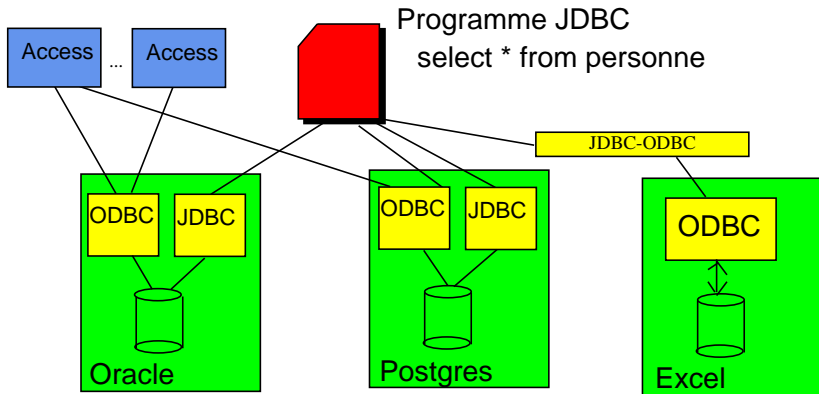 Programme JDBC
select * from personne
Access ... Access
JDBC-ODBC
ODBC JDBC
ODBC JDBC
ODBC
Oracle
Postgres
Excel